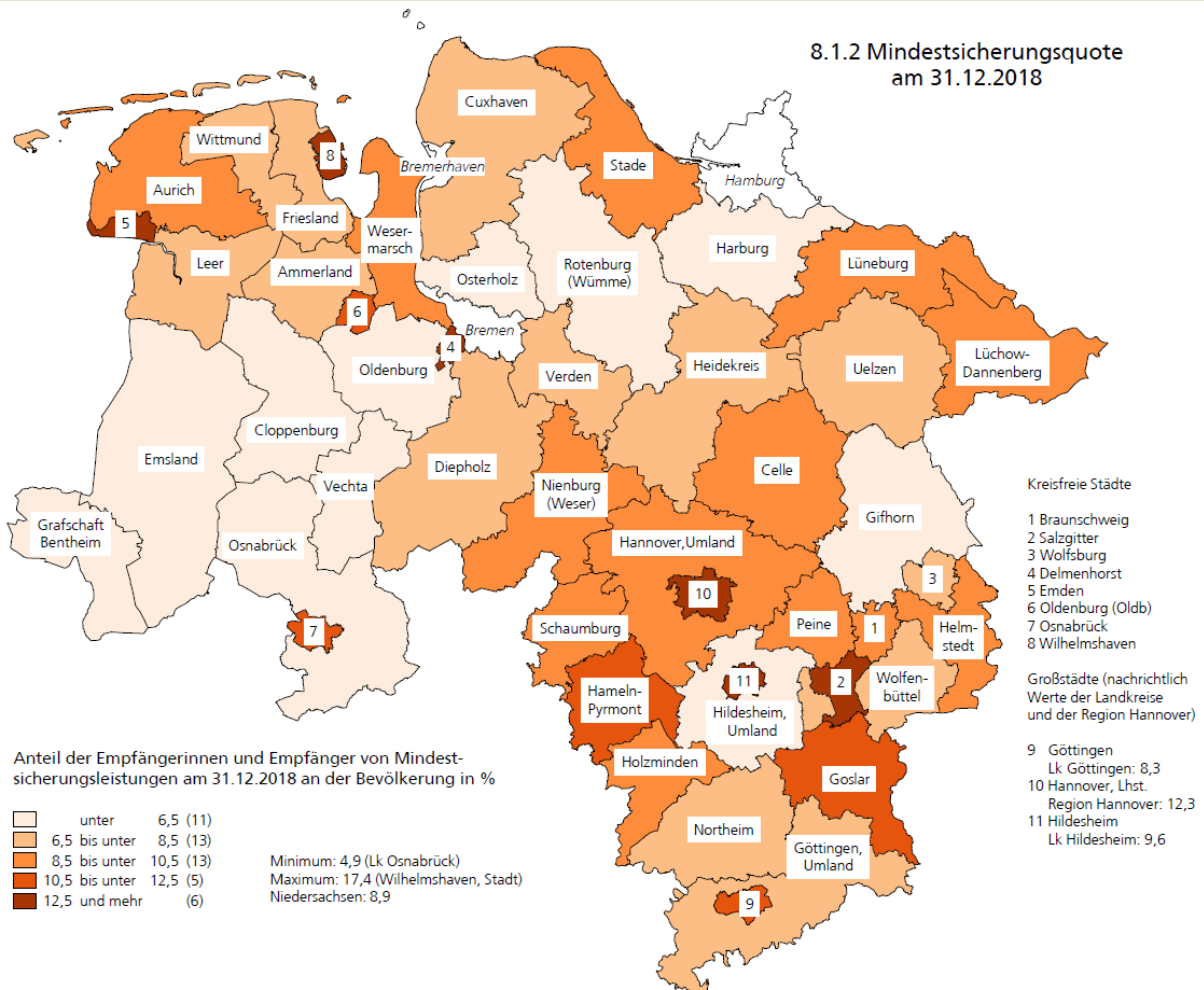 8.1.2 Mindestsicherungsquote
am 31.12.2018
Cuxhaven
Wittmund
8
Bremerhaven
Stade
Hamburg
Aurich
5
Friesland
Weser-
marsch
Harburg
Leer
Ammerland
Osterholz
Rotenburg
(Wümme)
Lüneburg
6
Bremen
4
Oldenburg
Verden
Heidekreis
Uelzen
Lüchow-
Dannenberg
Cloppenburg
Emsland
Vechta
Diepholz
Celle
Nienburg
(Weser)
Gifhorn
Grafschaft
Bentheim
Osnabrück
Hannover,Umland
3
10
7
Schaumburg
Peine
1
Helm-
stedt
11
2
Wolfen-
büttel
Hameln-
Pyrmont
Hildesheim,
Umland
Holzminden
Goslar
Northeim
Göttingen,
Umland
9
Kreisfreie Städte
1 Braunschweig
2 Salzgitter
3 Wolfsburg
4 Delmenhorst
5 Emden
6 Oldenburg (Oldb)
7 Osnabrück
8 Wilhelmshaven
Großstädte (nachrichtlich
Werte der Landkreise
und der Region Hannover)
9 Göttingen
Lk Göttingen: 8,3
10 Hannover, Lhst.
Region Hannover: 12,3
11 Hildesheim
Lk Hildesheim: 9,6
Anteil der Empfängerinnen und Empfänger von Mindest-
sicherungsleistungen am 31.12.2018 an der Bevölkerung in %
unter 6,5 (11)
6,5 bis unter 8,5 (13)
8,5 bis unter 10,5 (13)
10,5 bis unter 12,5 (5)
12,5 und mehr (6)
Minimum: 4,9 (Lk Osnabrück)
Maximum: 17,4 (Wilhelmshaven, Stadt)
Niedersachsen: 8,9